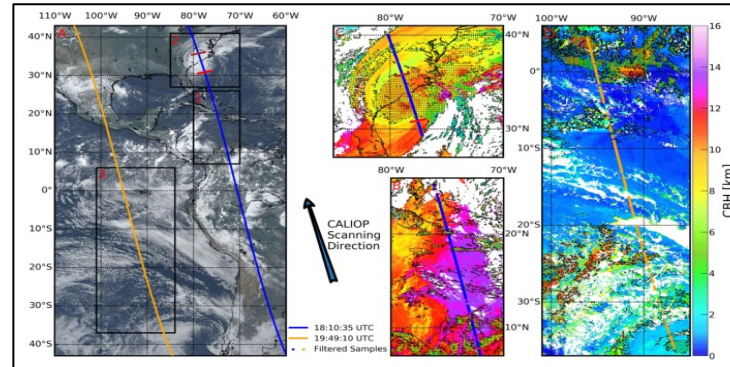 110°W 100°W 90°W 80°W 70°W 60°W
A
40°N
30°N
20°N
10°N
0°
10°S
20°S
30°S
40°S
80°W 70°W
C
40°N
30°N
80°W 70°W
B
20°N
10°N
CALIOP
Scanning
Direction
18:10:35 UTC
19:49:10 UTC
Filtered Samples
100°W 90°W
0°
10°S
20°S
30°S
CBH [km]
16
14
12
10
8
6
4
2
0